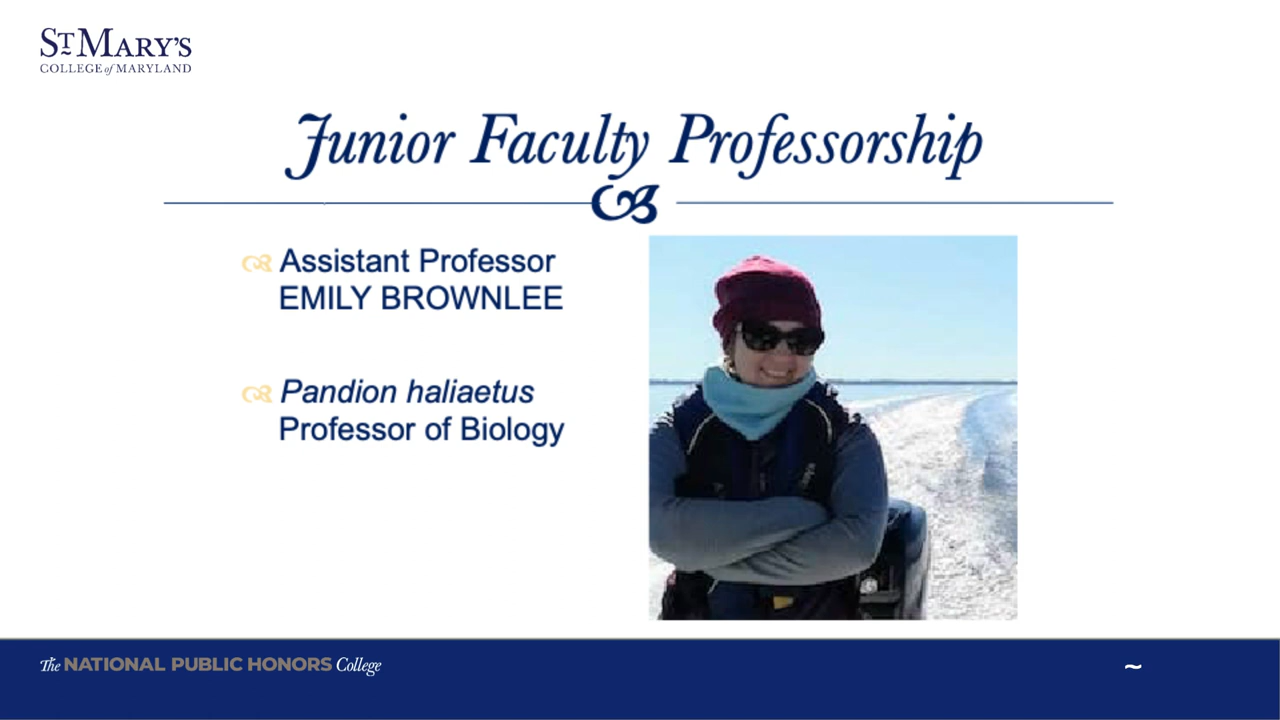 ST MARY'S
COLLEGE of MARYLAND
Junior Faculty Professorship
Assistant Professor
EMILY BROWNLEE
Pandion haliaetus
Professor of Biology
The NATIONAL PUBLIC HONORS College
~